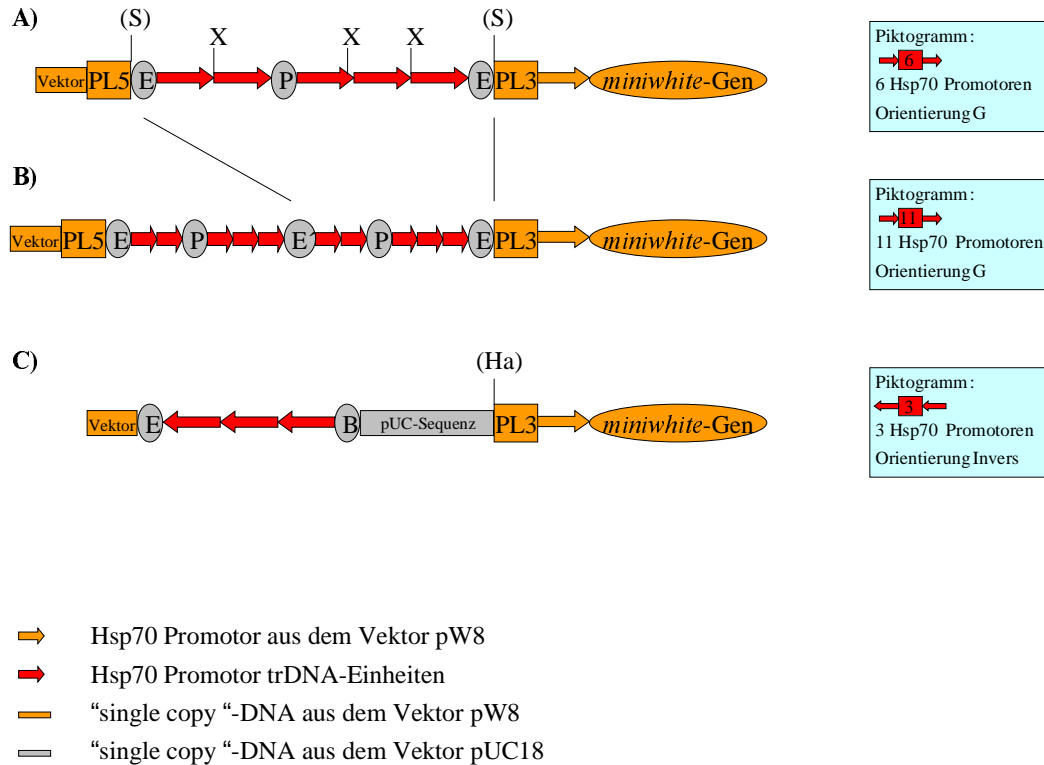 A)
(S)
(S)
X
X
X
Vektor
PL5
E
P
E
PL3
miniwhite-Gen
Piktogramm:
6
6 Hsp70 Promotoren
Orientierung G
B)
Vektor
PL5
E
P
E
P
E
PL3
miniwhite-Gen
Piktogramm:
11
11 Hsp70 Promotoren
Orientierung G
C)
(Ha)
Vektor
E
B
pUC-Sequenz
PL3
miniwhite-Gen
Piktogramm:
3
3 Hsp70 Promotoren
Orientierung Invers
Hsp70 Promotor aus dem Vektor pW8
Hsp70 Promotor trDNA-Einheiten
“single copy “-DNA aus dem Vektor pW8
“single copy “-DNA aus dem Vektor pUC18